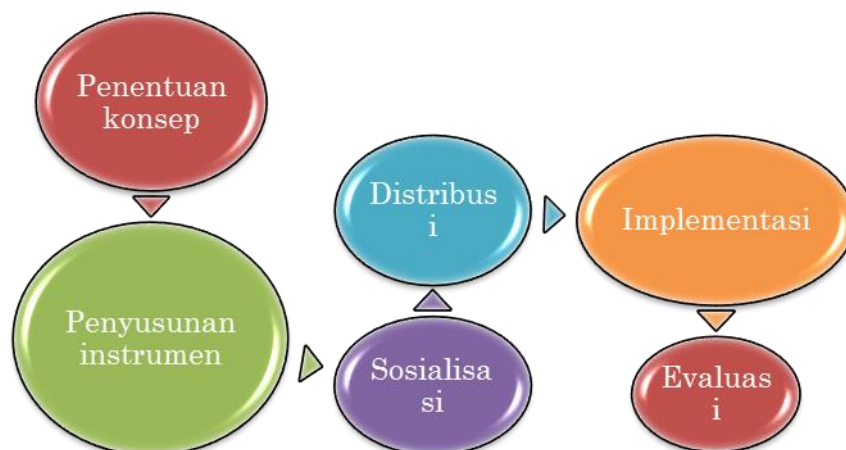 Penentuan
konsep
Penyusunan
instrumen
Sosialisa
si
Distribus
i
Implementasi
Evaluas
i